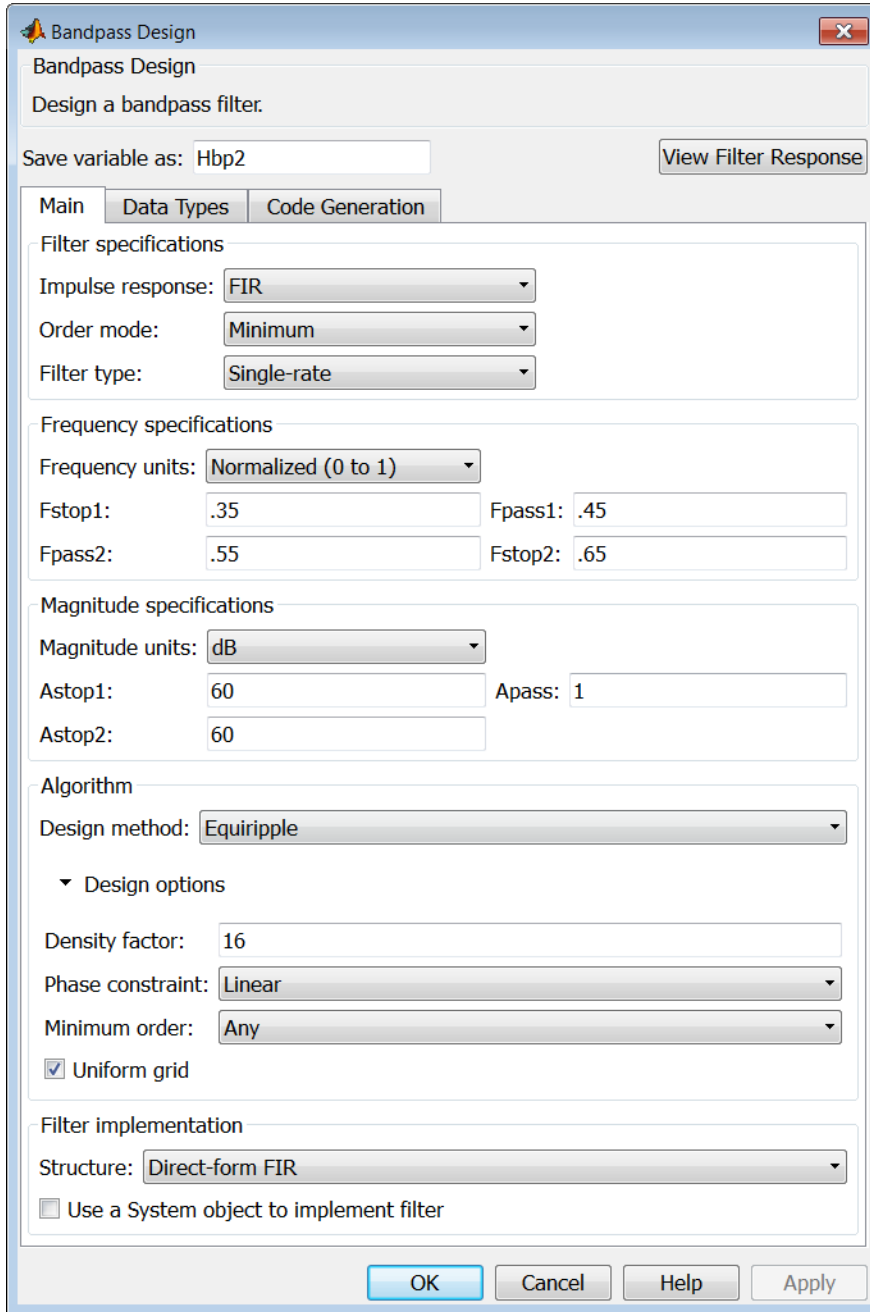 Bandpass Design
Bandpass Design
Design a bandpass filter.
Save variable as: Hbp2 View Filter Response
Main Data Types Code Generation
Filter specifications
Impulse response: FIR
Order mode: Minimum
Filter type: Single-rate
Frequency specifications
Frequency units: Normalized (0 to 1)
Fstop1: .35 Fpass1: .45
Fpass2: .55 Fstop2: .65
Magnitude specifications
Magnitude units: dB
Astop1: 60 Apass: 1
Astop2: 60
Algorithm
Design method: Equiripple
Design options
Density factor: 16
Phase constraint: Linear
Minimum order: Any
Uniform grid
Filter implementation
Structure: Direct-form FIR
Use a System object to implement filter
OK Cancel Help Apply